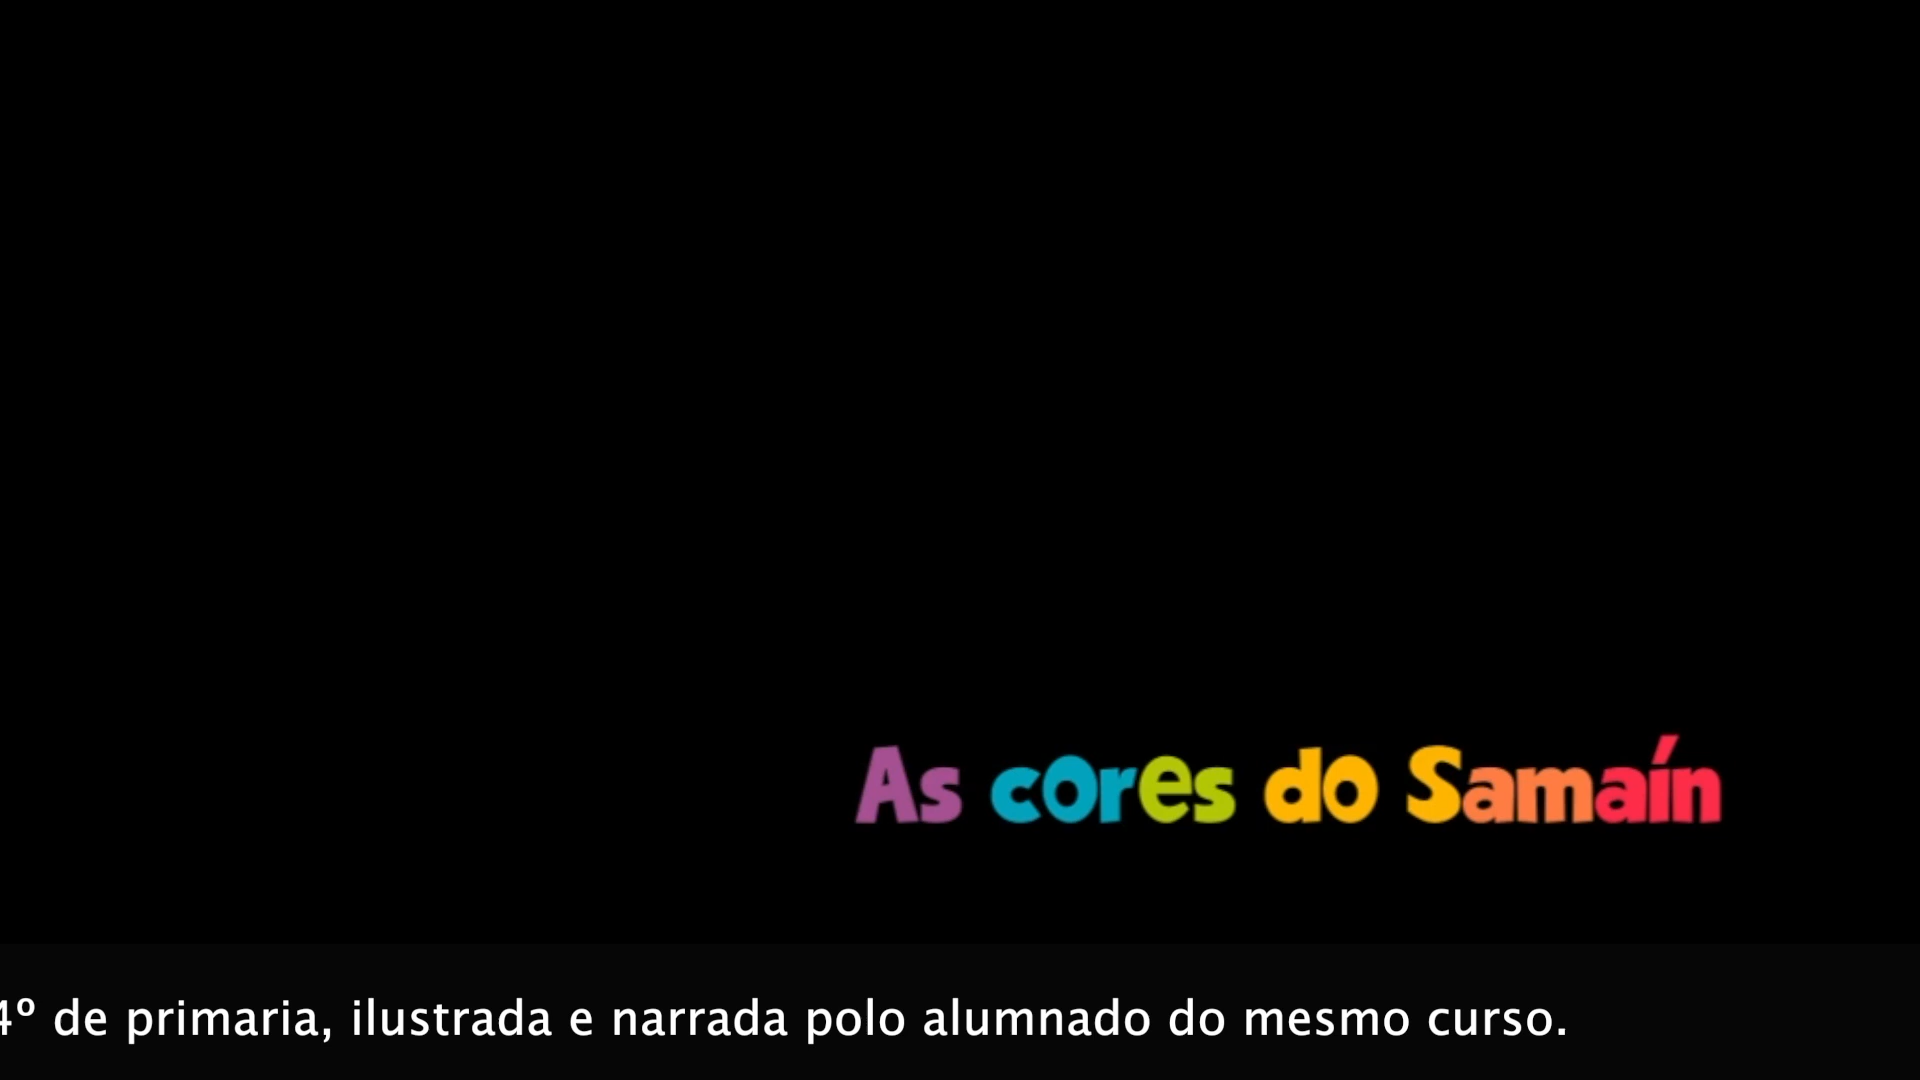 As cores do Samaín
4º de primaria, ilustrada e narrada polo alumnado do mesmo curso.